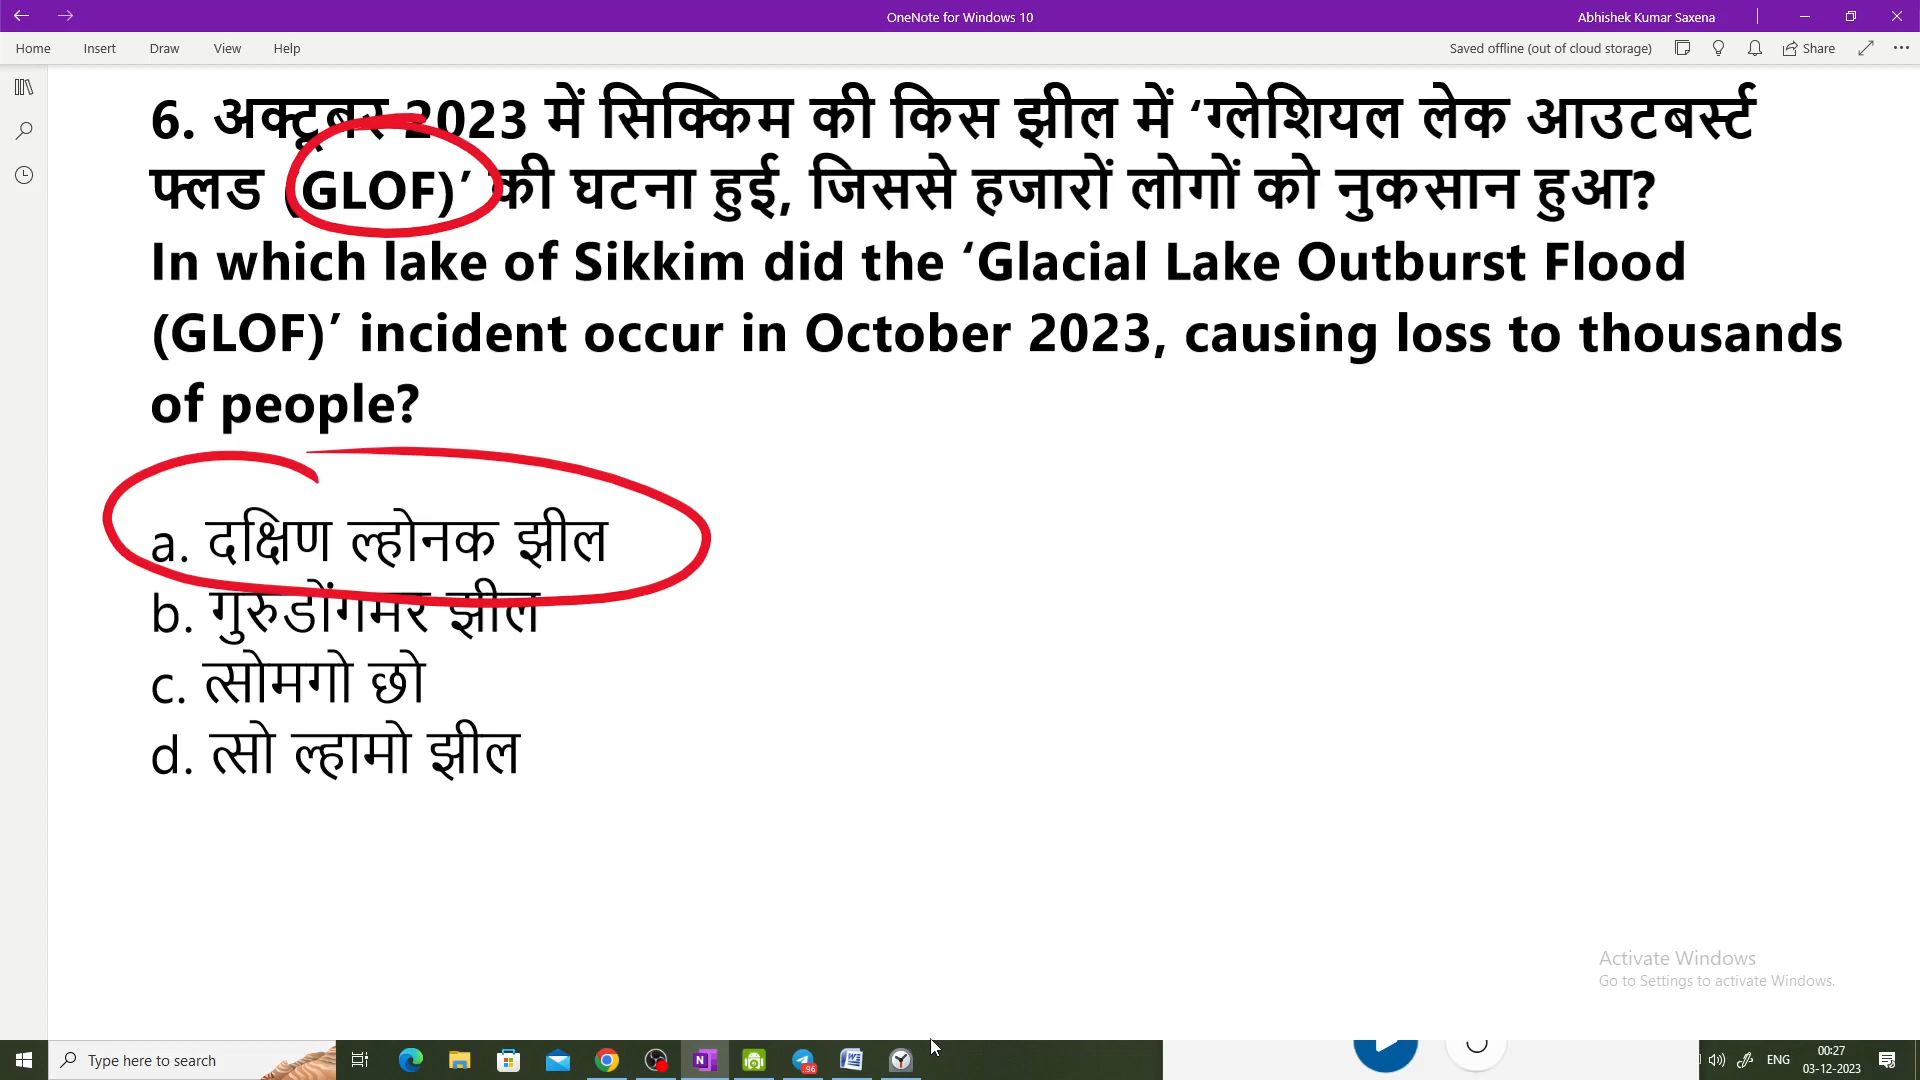 OneNote for Windows 10
Abhishek Kumar Saxena
Home Insert Draw View Help
Saved offline (out of cloud storage) Share
6. अक्टूबर 2023 में सिक्किम की किस झील में ‘ग्लेशियल लेक आउटबर्स्ट
फ्लड (GLOF)’ की घटना हुई, जिससे हजारों लोगों को नुकसान हुआ?
In which lake of Sikkim did the ‘Glacial Lake Outburst Flood
(GLOF)’ incident occur in October 2023, causing loss to thousands
of people?
a. दक्षिण ल्होनक झील
b. गुरुडोंगमर झील
c. त्सोमगो छो
d. त्सो ल्हामो झील
Activate Windows
Go to Settings to activate Windows.
Type here to search
96
ENG
00:27
03-12-2023